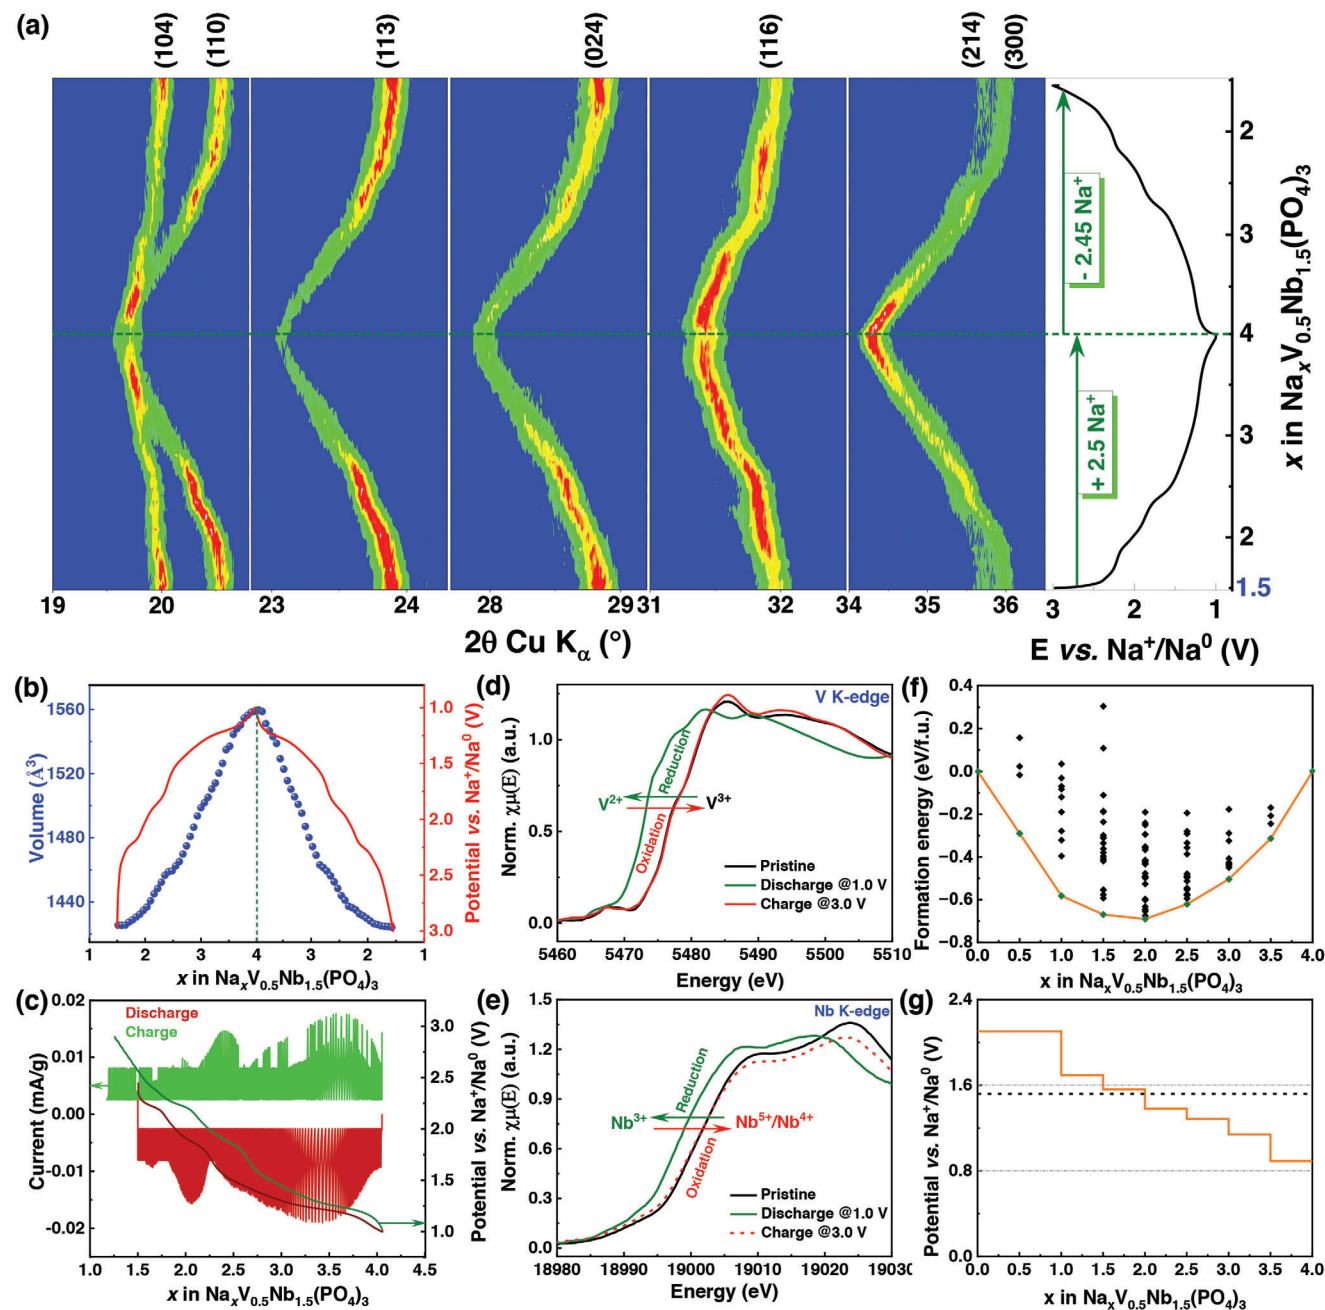 (a)
(104)
(110)
(113)
(024)
(116)
(214)
(300)
- 2.45 Na⁺
+ 2.5 Na⁺
2
3
4
3
2
1.5
x in NaₓV₀.₅Nb₁.₅(PO₄)₃
19 20 23 24 28 29 31 32 34 35 36 3 2 1
2θ Cu Kα (°)
E vs. Na⁺/Na⁰ (V)
(b)
1560
1520
1480
1440
Volume (Å³)
1.0
1.5
2.0
2.5
3.0
Potential vs. Na⁺/Na⁰ (V)
1 2 3 4 3 2 1
x in NaₓV₀.₅Nb₁.₅(PO₄)₃
(c)
0.02
0.01
0.00
-0.01
-0.02
Current (mA/g)
Discharge
Charge
3.0
2.5
2.0
1.5
1.0
Potential vs. Na⁺/Na⁰ (V)
1.0 1.5 2.0 2.5 3.0 3.5 4.0 4.5
x in NaₓV₀.₅Nb₁.₅(PO₄)₃
(d)
V K-edge
1.0
0.5
0.0
Norm. χμ(E) (a.u.)
Reduction
V²⁺
V³⁺
Oxidation
Pristine
Discharge @1.0 V
Charge @3.0 V
5460 5470 5480 5490 5500 5510
Energy (eV)
(e)
Nb K-edge
1.5
1.2
0.9
0.6
0.3
0.0
Norm. χμ(E) (a.u.)
Reduction
Nb³⁺
Nb⁵⁺/Nb⁴⁺
Oxidation
Pristine
Discharge @1.0 V
Charge @3.0 V
18980 18990 19000 19010 19020 1903
Energy (eV)
(f)
0.4
0.2
0.0
-0.2
-0.4
-0.6
-0.8
Formation energy (eV/f.u.)
0.0 0.5 1.0 1.5 2.0 2.5 3.0 3.5 4.0
x in NaₓV₀.₅Nb₁.₅(PO₄)₃
(g)
2.4
1.6
0.8
0.0
Potential vs. Na⁺/Na⁰ (V)
0.0 0.5 1.0 1.5 2.0 2.5 3.0 3.5 4.0
x in NaₓV₀.₅Nb₁.₅(PO₄)₃